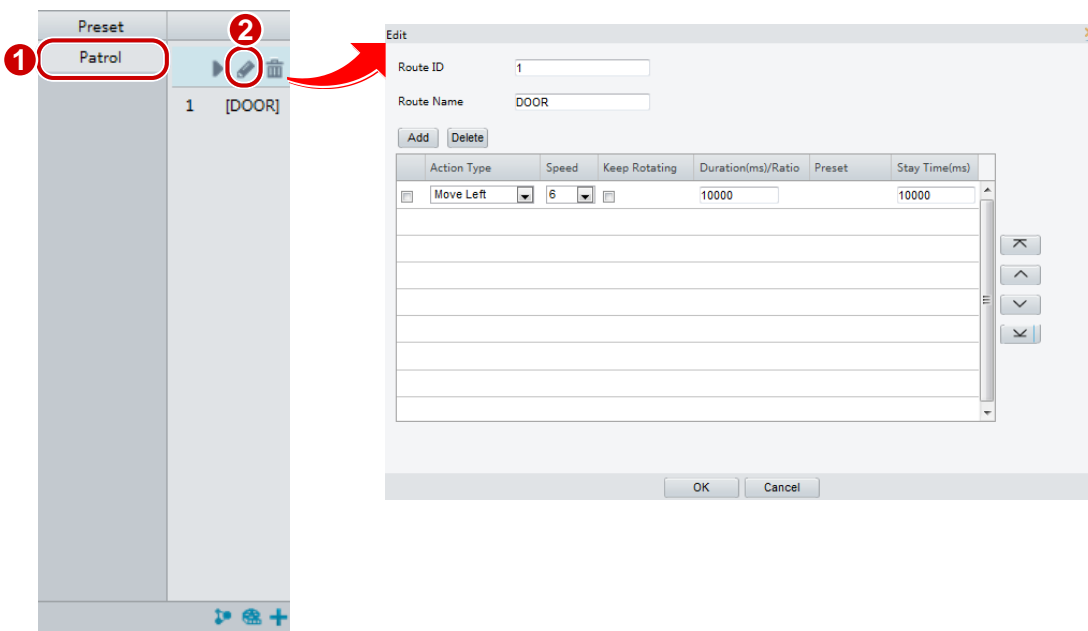 Preset
2
1
Patrol
1 [DOOR]
Edit
Route ID 1
Route Name DOOR
Add Delete
Action Type Speed Keep Rotating Duration(ms)/Ratio Preset Stay Time(ms)
Move Left 6 10000 10000
OK Cancel